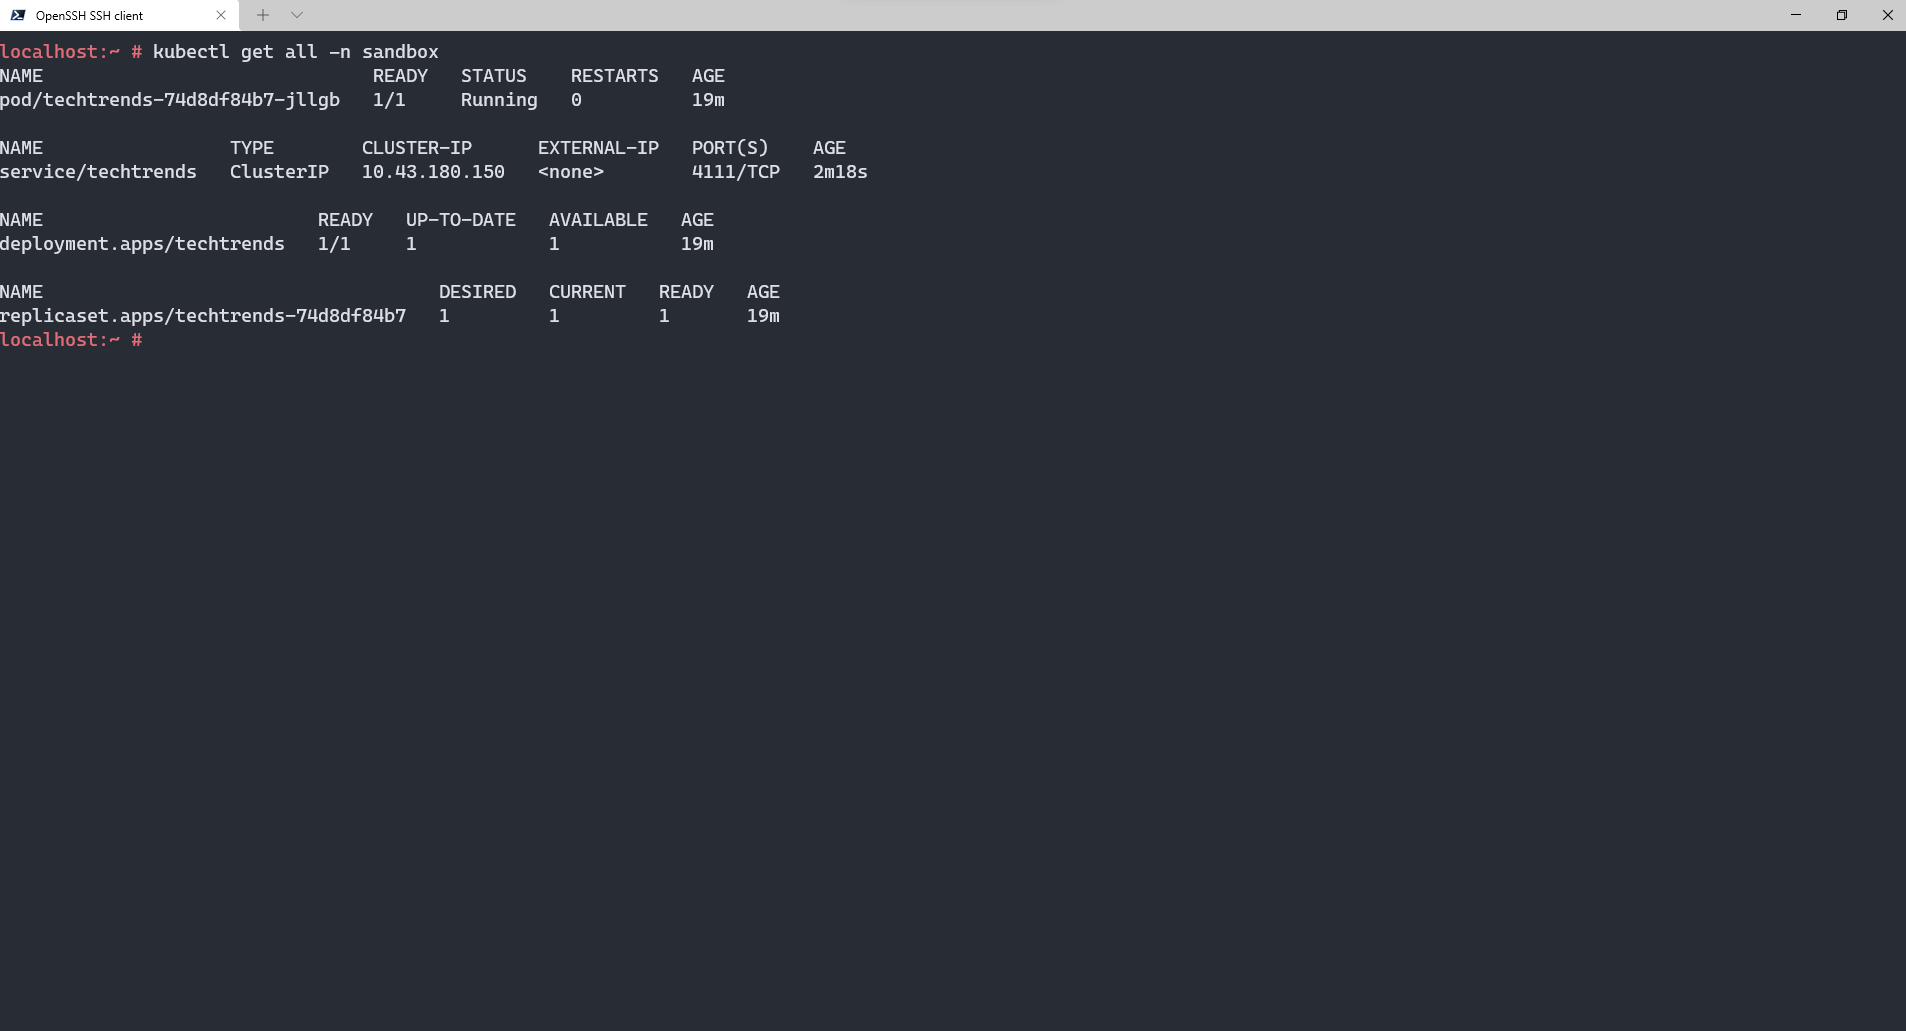 OpenSSH SSH client
localhost:~ # kubectl get all -n sandbox
NAME                              READY   STATUS    RESTARTS   AGE
pod/techtrends-74d8df84b7-jllgb   1/1     Running   0          19m

NAME                 TYPE        CLUSTER-IP      EXTERNAL-IP   PORT(S)    AGE
service/techtrends   ClusterIP   10.43.180.150   <none>        4111/TCP   2m18s

NAME                         READY   UP-TO-DATE   AVAILABLE   AGE
deployment.apps/techtrends   1/1     1            1           19m

NAME                                    DESIRED   CURRENT   READY   AGE
replicaset.apps/techtrends-74d8df84b7   1         1         1       19m
localhost:~ #